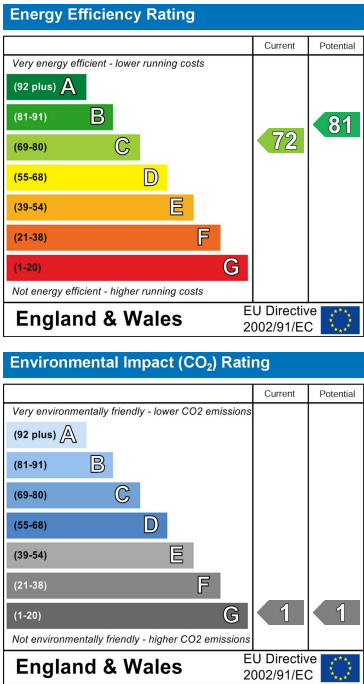 Energy Efficiency Rating
Current Potential
Very energy efficient - lower running costs
(92 plus) A
(81-91) B
(69-80) C
(55-68) D
(39-54) E
(21-38) F
(1-20) G
72 81
Not energy efficient - higher running costs
England & Wales
EU Directive
2002/91/EC
Environmental Impact (CO₂) Rating
Current Potential
Very environmentally friendly - lower CO2 emissions
(92 plus) A
(81-91) B
(69-80) C
(55-68) D
(39-54) E
(21-38) F
(1-20) G 1 1
Not environmentally friendly - higher CO2 emissions
England & Wales
EU Directive
2002/91/EC